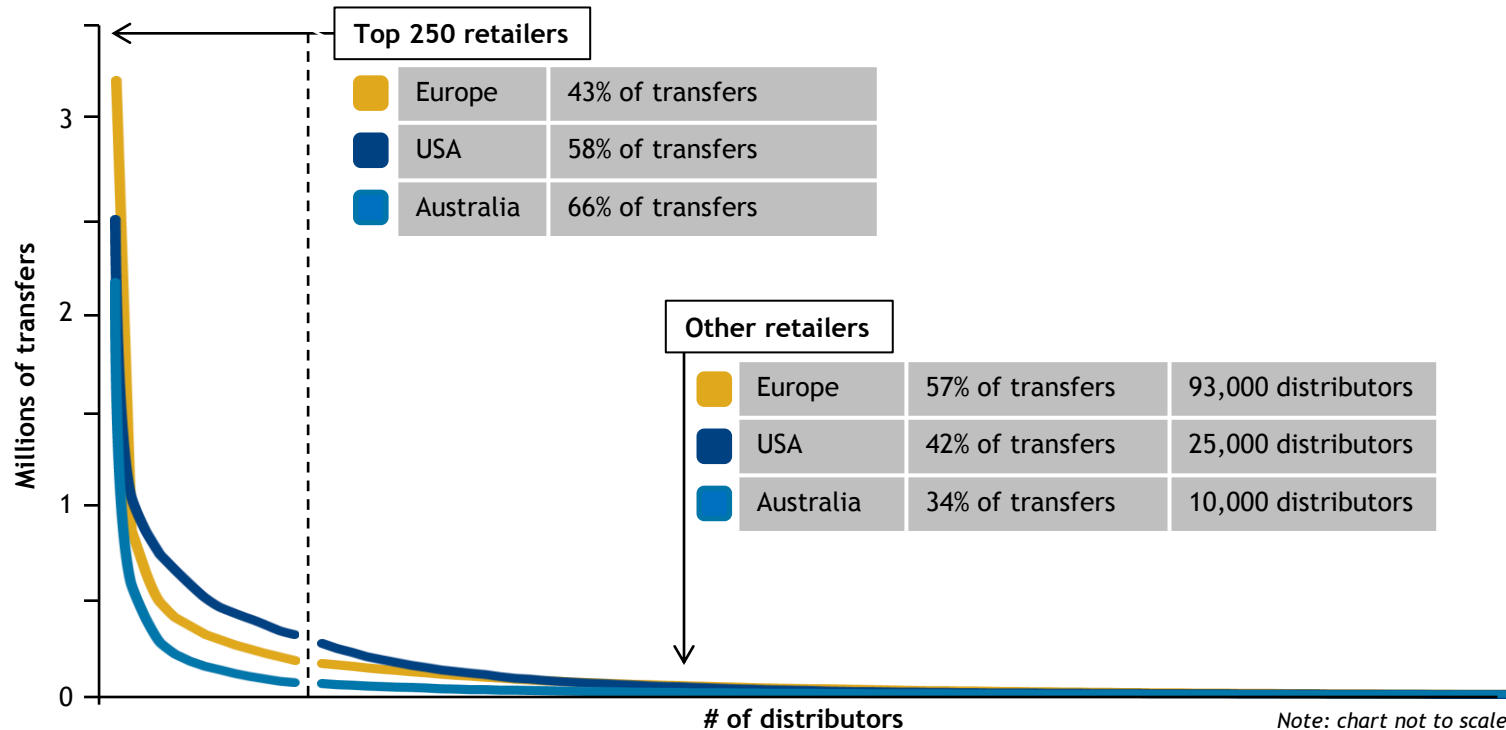 Top 250 retailers
Europe 43% of transfers
USA 58% of transfers
Australia 66% of transfers
Other retailers
Europe 57% of transfers 93,000 distributors
USA 42% of transfers 25,000 distributors
Australia 34% of transfers 10,000 distributors
Millions of transfers
3
2
1
0
# of distributors
Note: chart not to scale